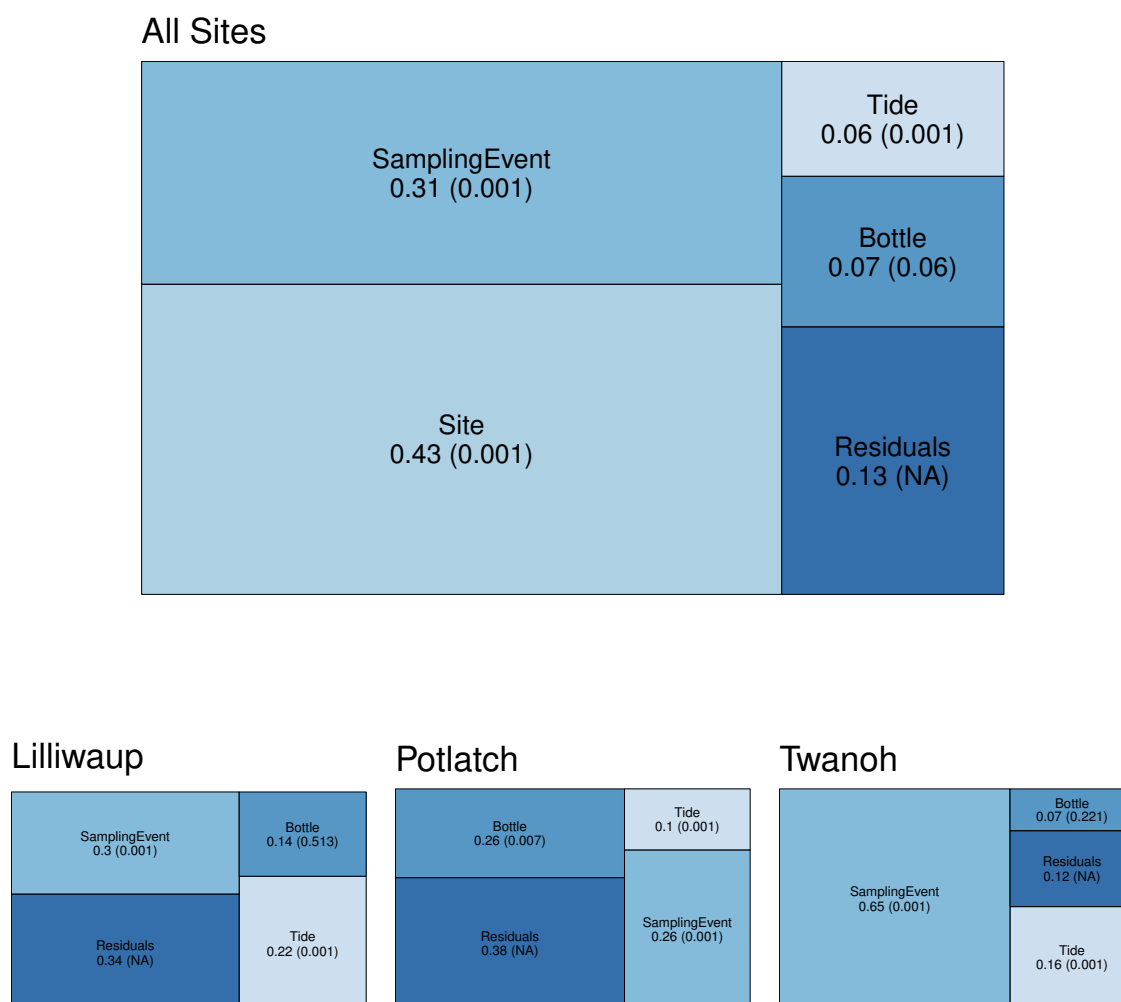 All Sites
SamplingEvent
0.31 (0.001)
Site
0.43 (0.001)
Tide
0.06 (0.001)
Bottle
0.07 (0.06)
Residuals
0.13 (NA)
Lilliwaup
SamplingEvent
0.3 (0.001)
Residuals
0.34 (NA)
Bottle
0.14 (0.513)
Tide
0.22 (0.001)
Potlatch
Bottle
0.26 (0.007)
Residuals
0.38 (NA)
Tide
0.1 (0.001)
SamplingEvent
0.26 (0.001)
Twanoh
SamplingEvent
0.65 (0.001)
Bottle
0.07 (0.221)
Residuals
0.12 (NA)
Tide
0.16 (0.001)